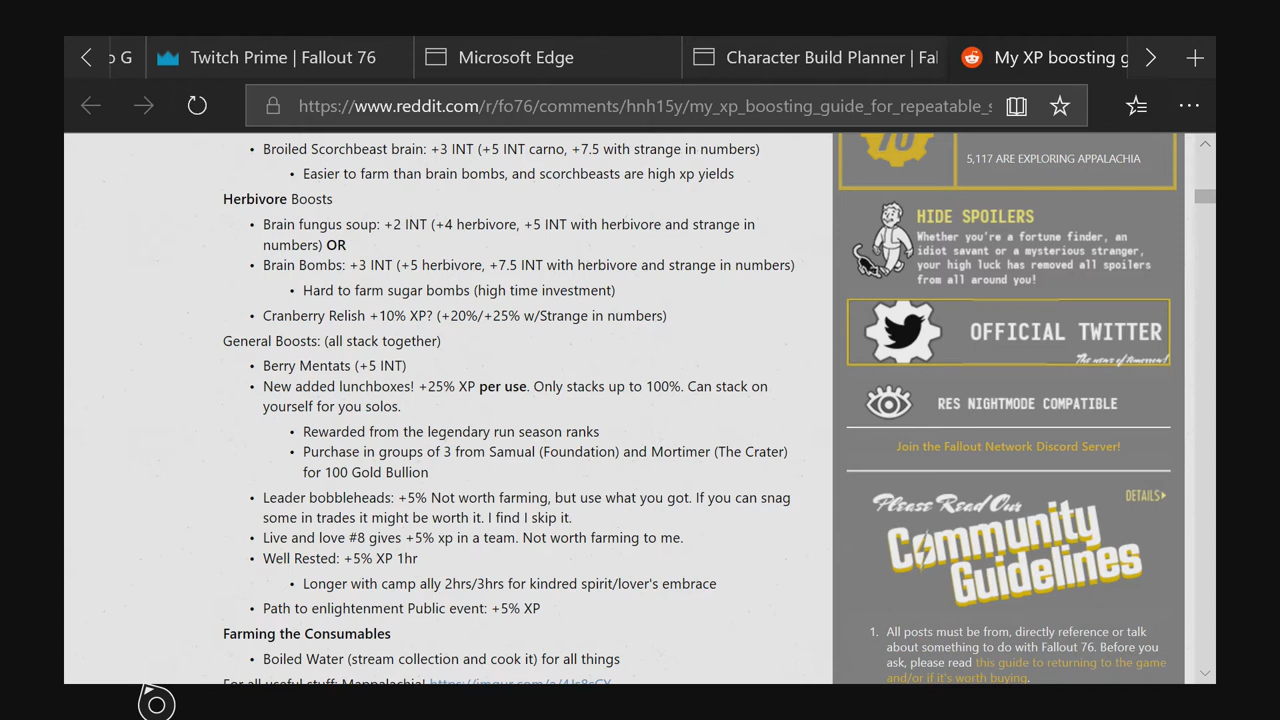 o G
Twitch Prime | Fallout 76
Microsoft Edge
Character Build Planner | Fal
My XP boosting g
https://www.reddit.com/r/fo76/comments/hnh15y/my_xp_boosting_guide_for_repeatable_s
Broiled Scorchbeast brain: +3 INT (+5 INT carno, +7.5 with strange in numbers)
Easier to farm than brain bombs, and scorchbeasts are high xp yields
Herbivore Boosts
Brain fungus soup: +2 INT (+4 herbivore, +5 INT with herbivore and strange in
numbers) OR
Brain Bombs: +3 INT (+5 herbivore, +7.5 INT with herbivore and strange in numbers)
Hard to farm sugar bombs (high time investment)
Cranberry Relish +10% XP? (+20%/+25% w/Strange in numbers)
General Boosts: (all stack together)
Berry Mentats (+5 INT)
New added lunchboxes! +25% XP per use. Only stacks up to 100%. Can stack on
yourself for you solos.
Rewarded from the legendary run season ranks
Purchase in groups of 3 from Samual (Foundation) and Mortimer (The Crater)
for 100 Gold Bullion
Leader bobbleheads: +5% Not worth farming, but use what you got. If you can snag
some in trades it might be worth it. I find I skip it.
Live and love #8 gives +5% xp in a team. Not worth farming to me.
Well Rested: +5% XP 1hr
Longer with camp ally 2hrs/3hrs for kindred spirit/lover's embrace
Path to enlightenment Public event: +5% XP
Farming the Consumables
Boiled Water (stream collection and cook it) for all things
For all useful stuff: Mappalachia! https://imgur.com/a/4Jr8cCY
76
5,117 ARE EXPLORING APPALACHIA
HIDE SPOILERS
Whether you're a fortune finder, an
idiot savant or a mysterious stranger,
your high luck has removed all spoilers
from all around you!
OFFICIAL TWITTER
The news of tomorrow!
RES NIGHTMODE COMPATIBLE
Join the Fallout Network Discord Server!
Please Read Our
DETAILS
Community
Guidelines
1. All posts must be from, directly reference or talk
about something to do with Fallout 76. Before you
ask, please read this guide to returning to the game
and/or if it's worth buying.